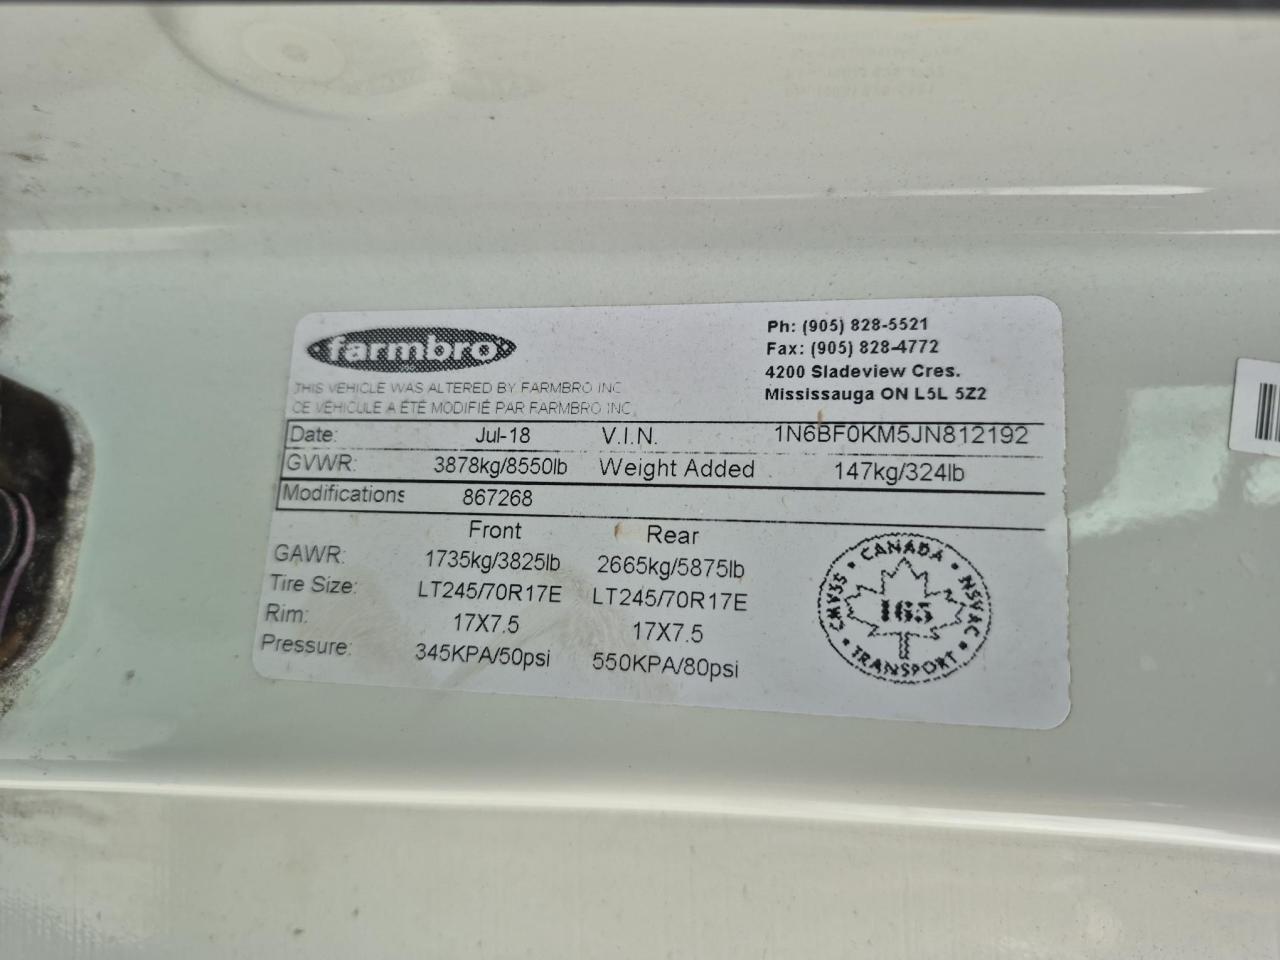 farmbro
Ph: (905) 828-5521
Fax: (905) 828-4772
4200 Sladeview Cres.
Mississauga ON L5L 5Z2
THIS VEHICLE WAS ALTERED BY FARMBRO INC.
CE VÉHICULE A ÉTÉ MODIFIÉ PAR FARMBRO INC.
Date: Jul-18 V.I.N. 1N6BF0KM5JN812192
GVWR: 3878kg/8550lb Weight Added 147kg/324lb
Modifications 867268
Front Rear
GAWR: 1735kg/3825lb 2665kg/5875lb
Tire Size: LT245/70R17E LT245/70R17E
Rim: 17X7.5 17X7.5
Pressure: 345KPA/50psi 550KPA/80psi
CANADA
NSVAC
TRANSPORT
CMVSS
165